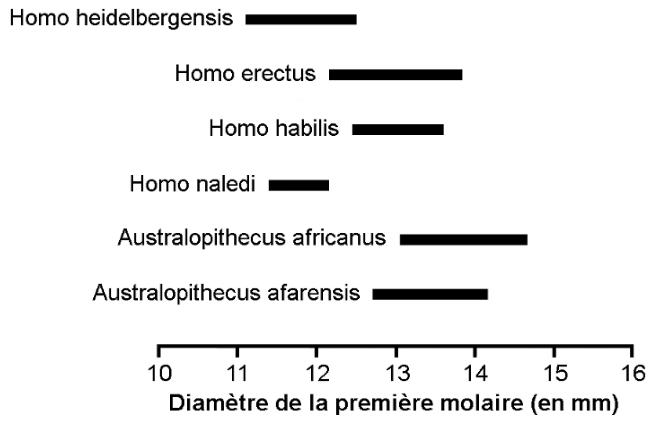 Homo heidelbergensis
Homo erectus
Homo habilis
Homo naledi
Australopithecus africanus
Australopithecus afarensis
10 11 12 13 14 15 16
Diamètre de la première molaire (en mm)